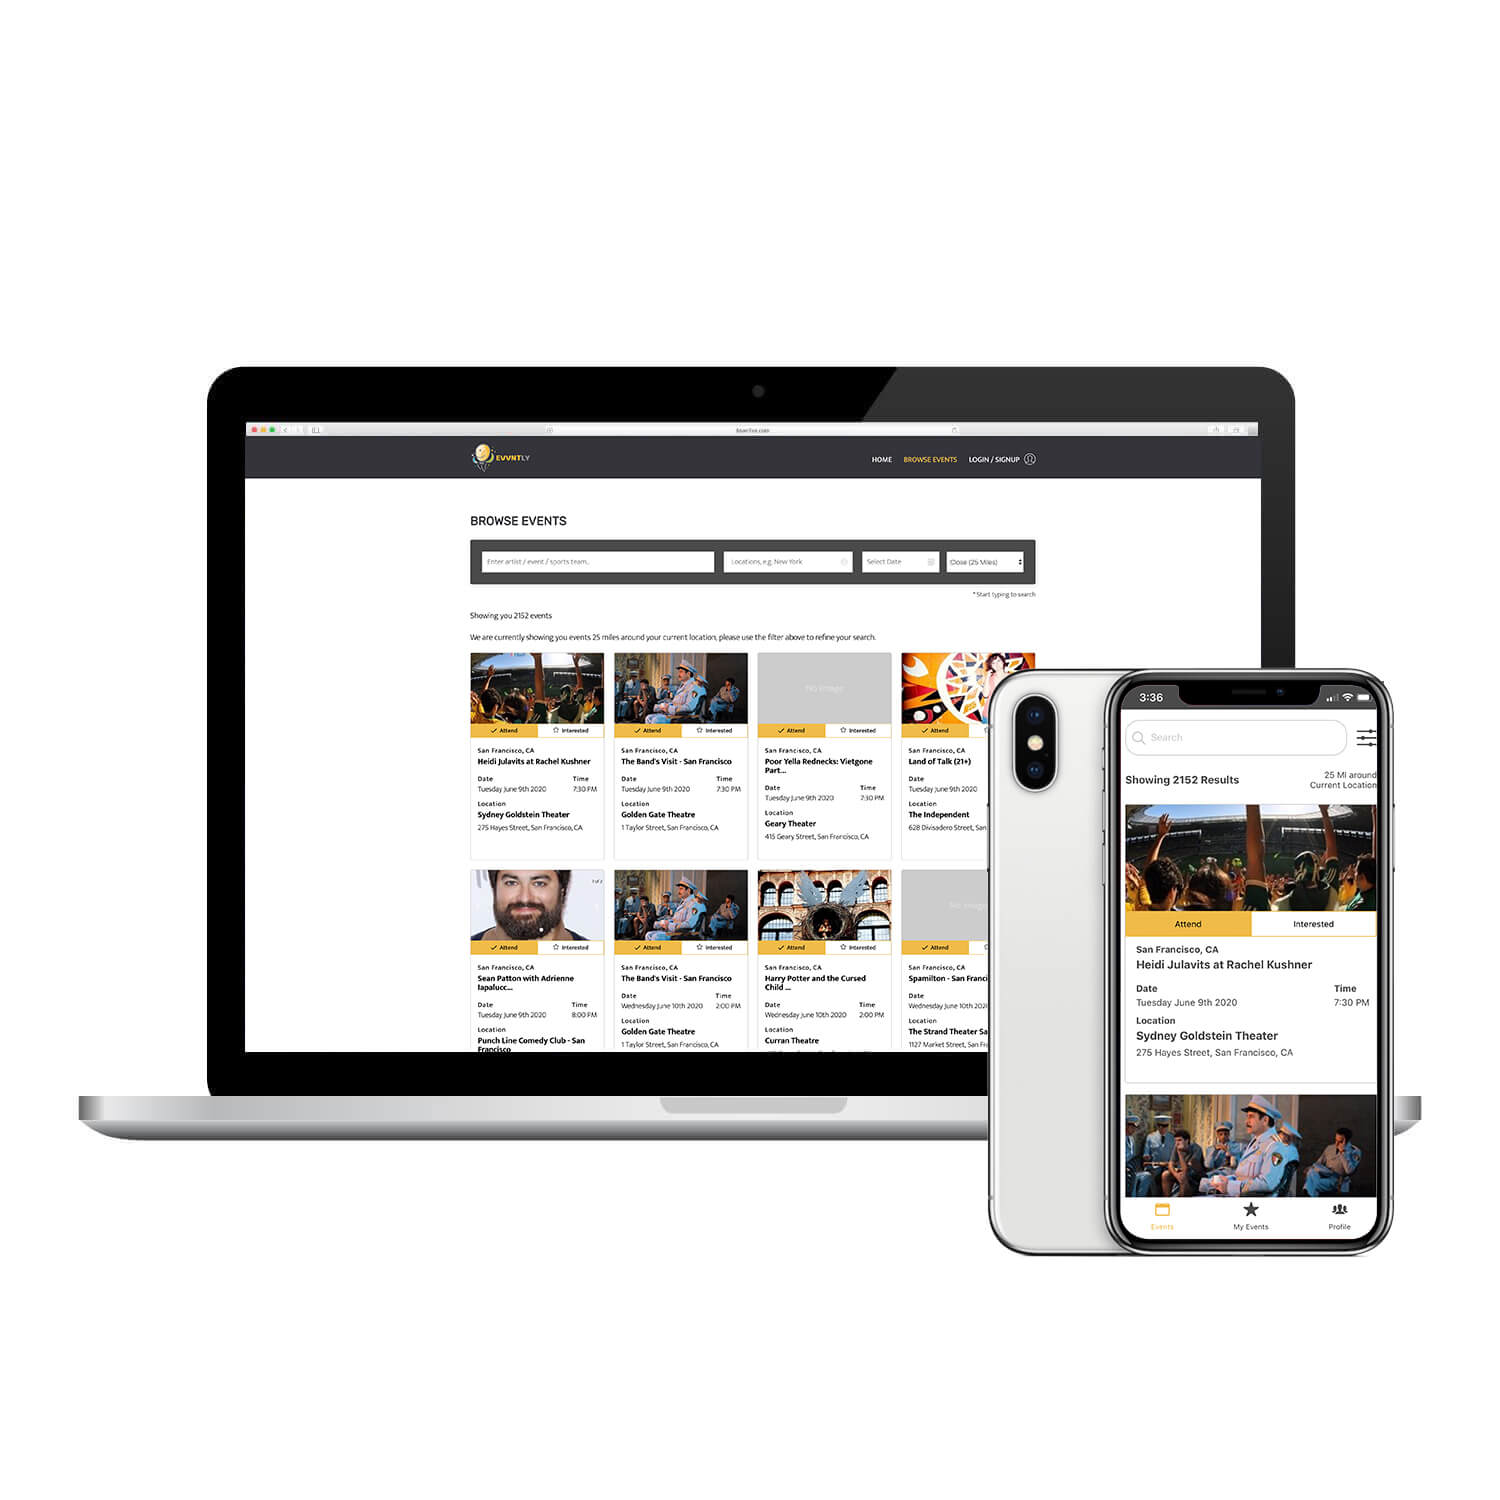 EVVNTLY
HOME BROWSE EVENTS LOGIN / SIGNUP
BROWSE EVENTS
Enter artist / event / sports team.. Locations, e.g. New York Select Date Close (25 Miles)
* Start typing to search
Showing you 2152 events
We are currently showing you events 25 miles around your current location, please use the filter above to refine your search.
Attend Interested
San Francisco, CA
Heidi Julavits at Rachel Kushner
Date Time
Tuesday June 9th 2020 7:30 PM
Location
Sydney Goldstein Theater
275 Hayes Street, San Francisco, CA
Attend Interested
San Francisco, CA
The Band's Visit - San Francisco
Date Time
Tuesday June 9th 2020 7:30 PM
Location
Golden Gate Theatre
1 Taylor Street, San Francisco, CA
No Image
Attend Interested
San Francisco, CA
Poor Yella Rednecks: Vietgone
Part...
Date Time
Tuesday June 9th 2020 7:30 PM
Location
Geary Theater
415 Geary Street, San Francisco, CA
Attend
San Francisco, CA
Land of Talk (21+)
Date
Tuesday June 9th 2020
Location
The Independent
628 Divisadero Street, San
Attend Interested
San Francisco, CA
Sean Patton with Adrienne
Iapalucc...
Date Time
Tuesday June 9th 2020 8:00 PM
Location
Punch Line Comedy Club - San
Francisco
Attend Interested
San Francisco, CA
The Band's Visit - San Francisco
Date Time
Wednesday June 10th 2020 2:00 PM
Location
Golden Gate Theatre
1 Taylor Street, San Francisco, CA
Attend Interested
San Francisco, CA
Harry Potter and the Cursed
Child ...
Date Time
Wednesday June 10th 2020 2:00 PM
Location
Curran Theatre
No Image
Attend
San Francisco, CA
Spamilton - San Franci
Date
Wednesday June 10th 202
Location
The Strand Theater Sa
1127 Market Street, San Fr
3:36
Search
Showing 2152 Results
25 Mi around
Current Location
Attend Interested
San Francisco, CA
Heidi Julavits at Rachel Kushner
Date Time
Tuesday June 9th 2020 7:30 PM
Location
Sydney Goldstein Theater
275 Hayes Street, San Francisco, CA
Events My Events Profile